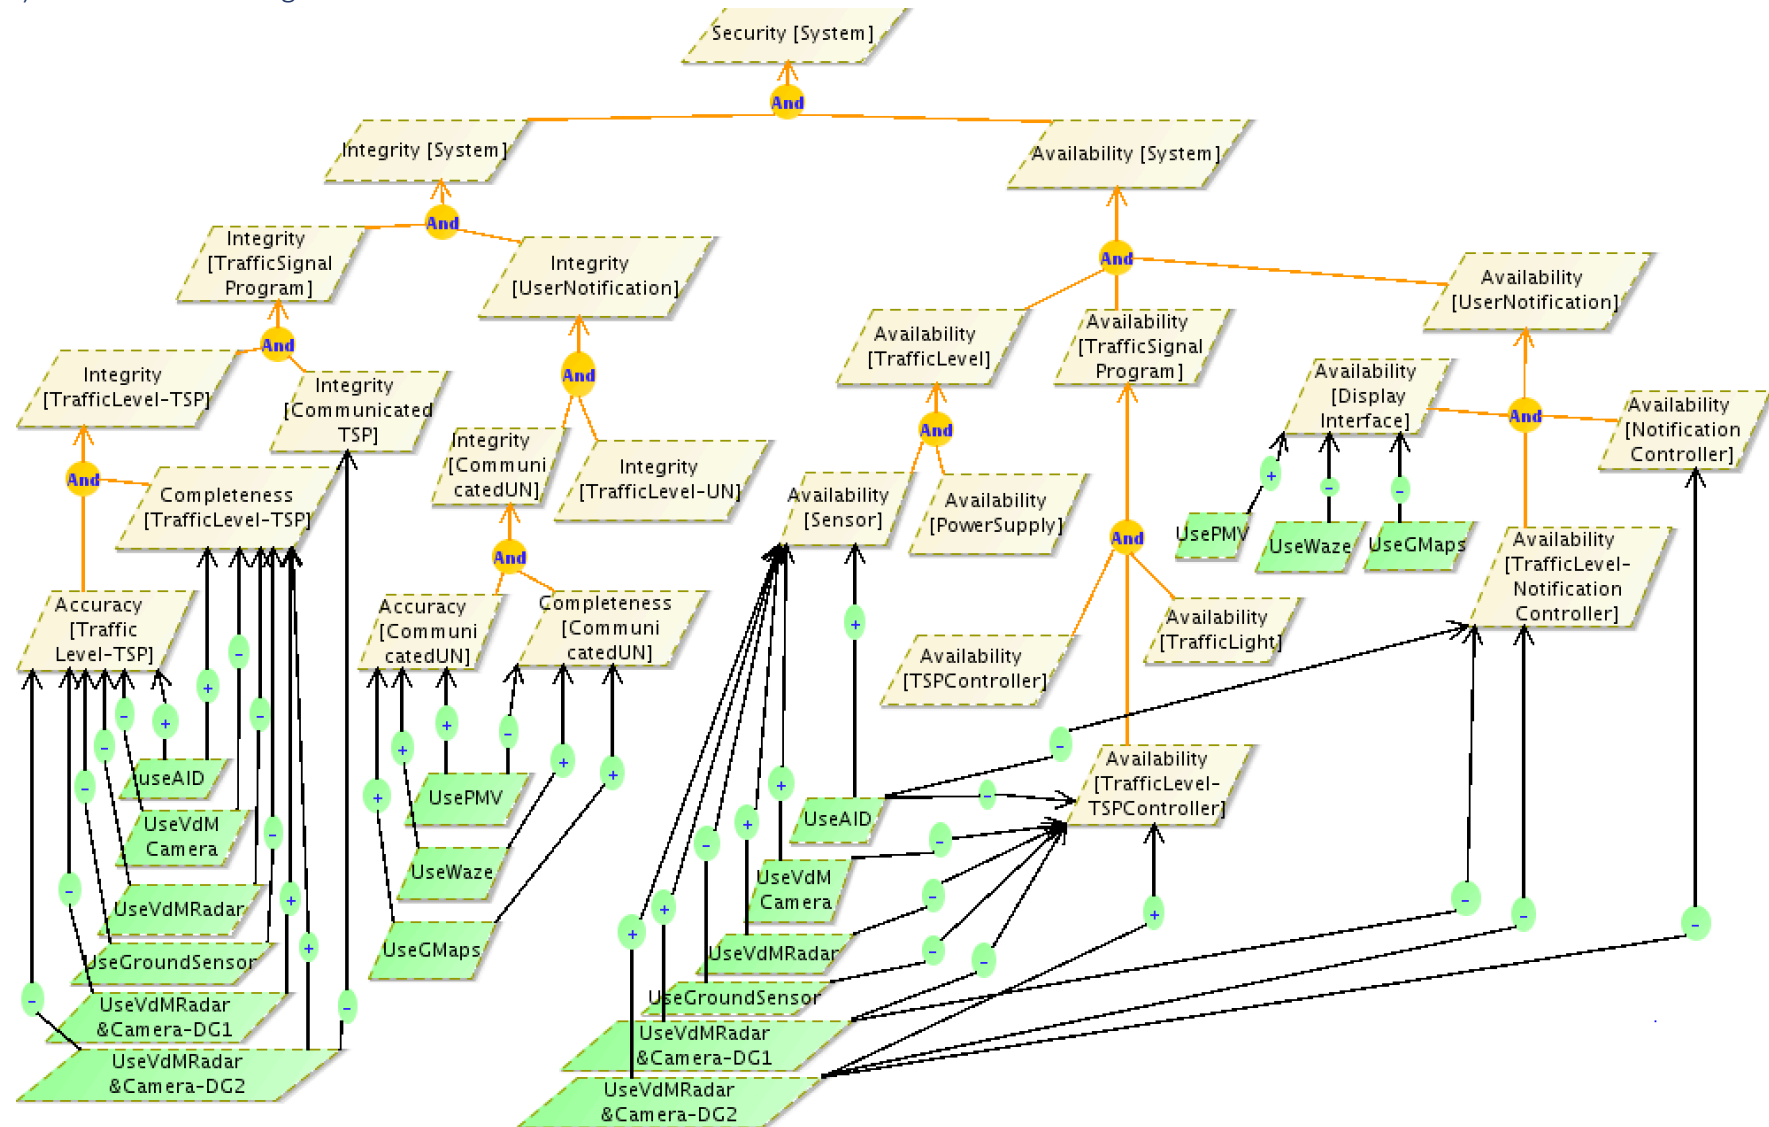 Security [System]
And
Integrity [System]
Availability [System]
And
Integrity
[TrafficSignal
Program]
Integrity
[UserNotification]
And
Availability
[UserNotification]
Availability
[TrafficLevel]
Availability
[TrafficSignal
Program]
And
Integrity
[TrafficLevel-TSP]
Integrity
[Communicated
TSP]
And
Availability
[Display
Interface]
And
Availability
[Notification
Controller]
And
Integrity
[Communi
catedUN]
Integrity
[TrafficLevel-UN]
And
Completeness
[TrafficLevel-TSP]
Availability
[Sensor]
Availability
[PowerSupply]
+
-
-
UsePMV
UseWaze
UseGMaps
And
And
Availability
[TrafficLevel-
Notification
Controller]
Accuracy
[Traffic
Level-TSP]
Accuracy
[Communi
catedUN]
Completeness
[Communi
catedUN]
Availability
[TrafficLight]
Availability
[TSPController]
+
-
+
-
-
+
-
-
-
+
-
+
-
+
+
+
+
Availability
[TrafficLevel-
TSPController]
useAID
UsePMV
UseAID
-
-
+
+
-
-
UseVdM
Camera
UseWaze
UseVdM
Camera
-
-
+
-
+
+
+
-
-
-
UseVdMRadar
UseGMaps
UseVdMRadar
+
-
-
-
-
UseGroundSensor
UseGroundSensor
UseVdMRadar
&Camera-DG1
UseVdMRadar
&Camera-DG1
UseVdMRadar
&Camera-DG2
UseVdMRadar
&Camera-DG2